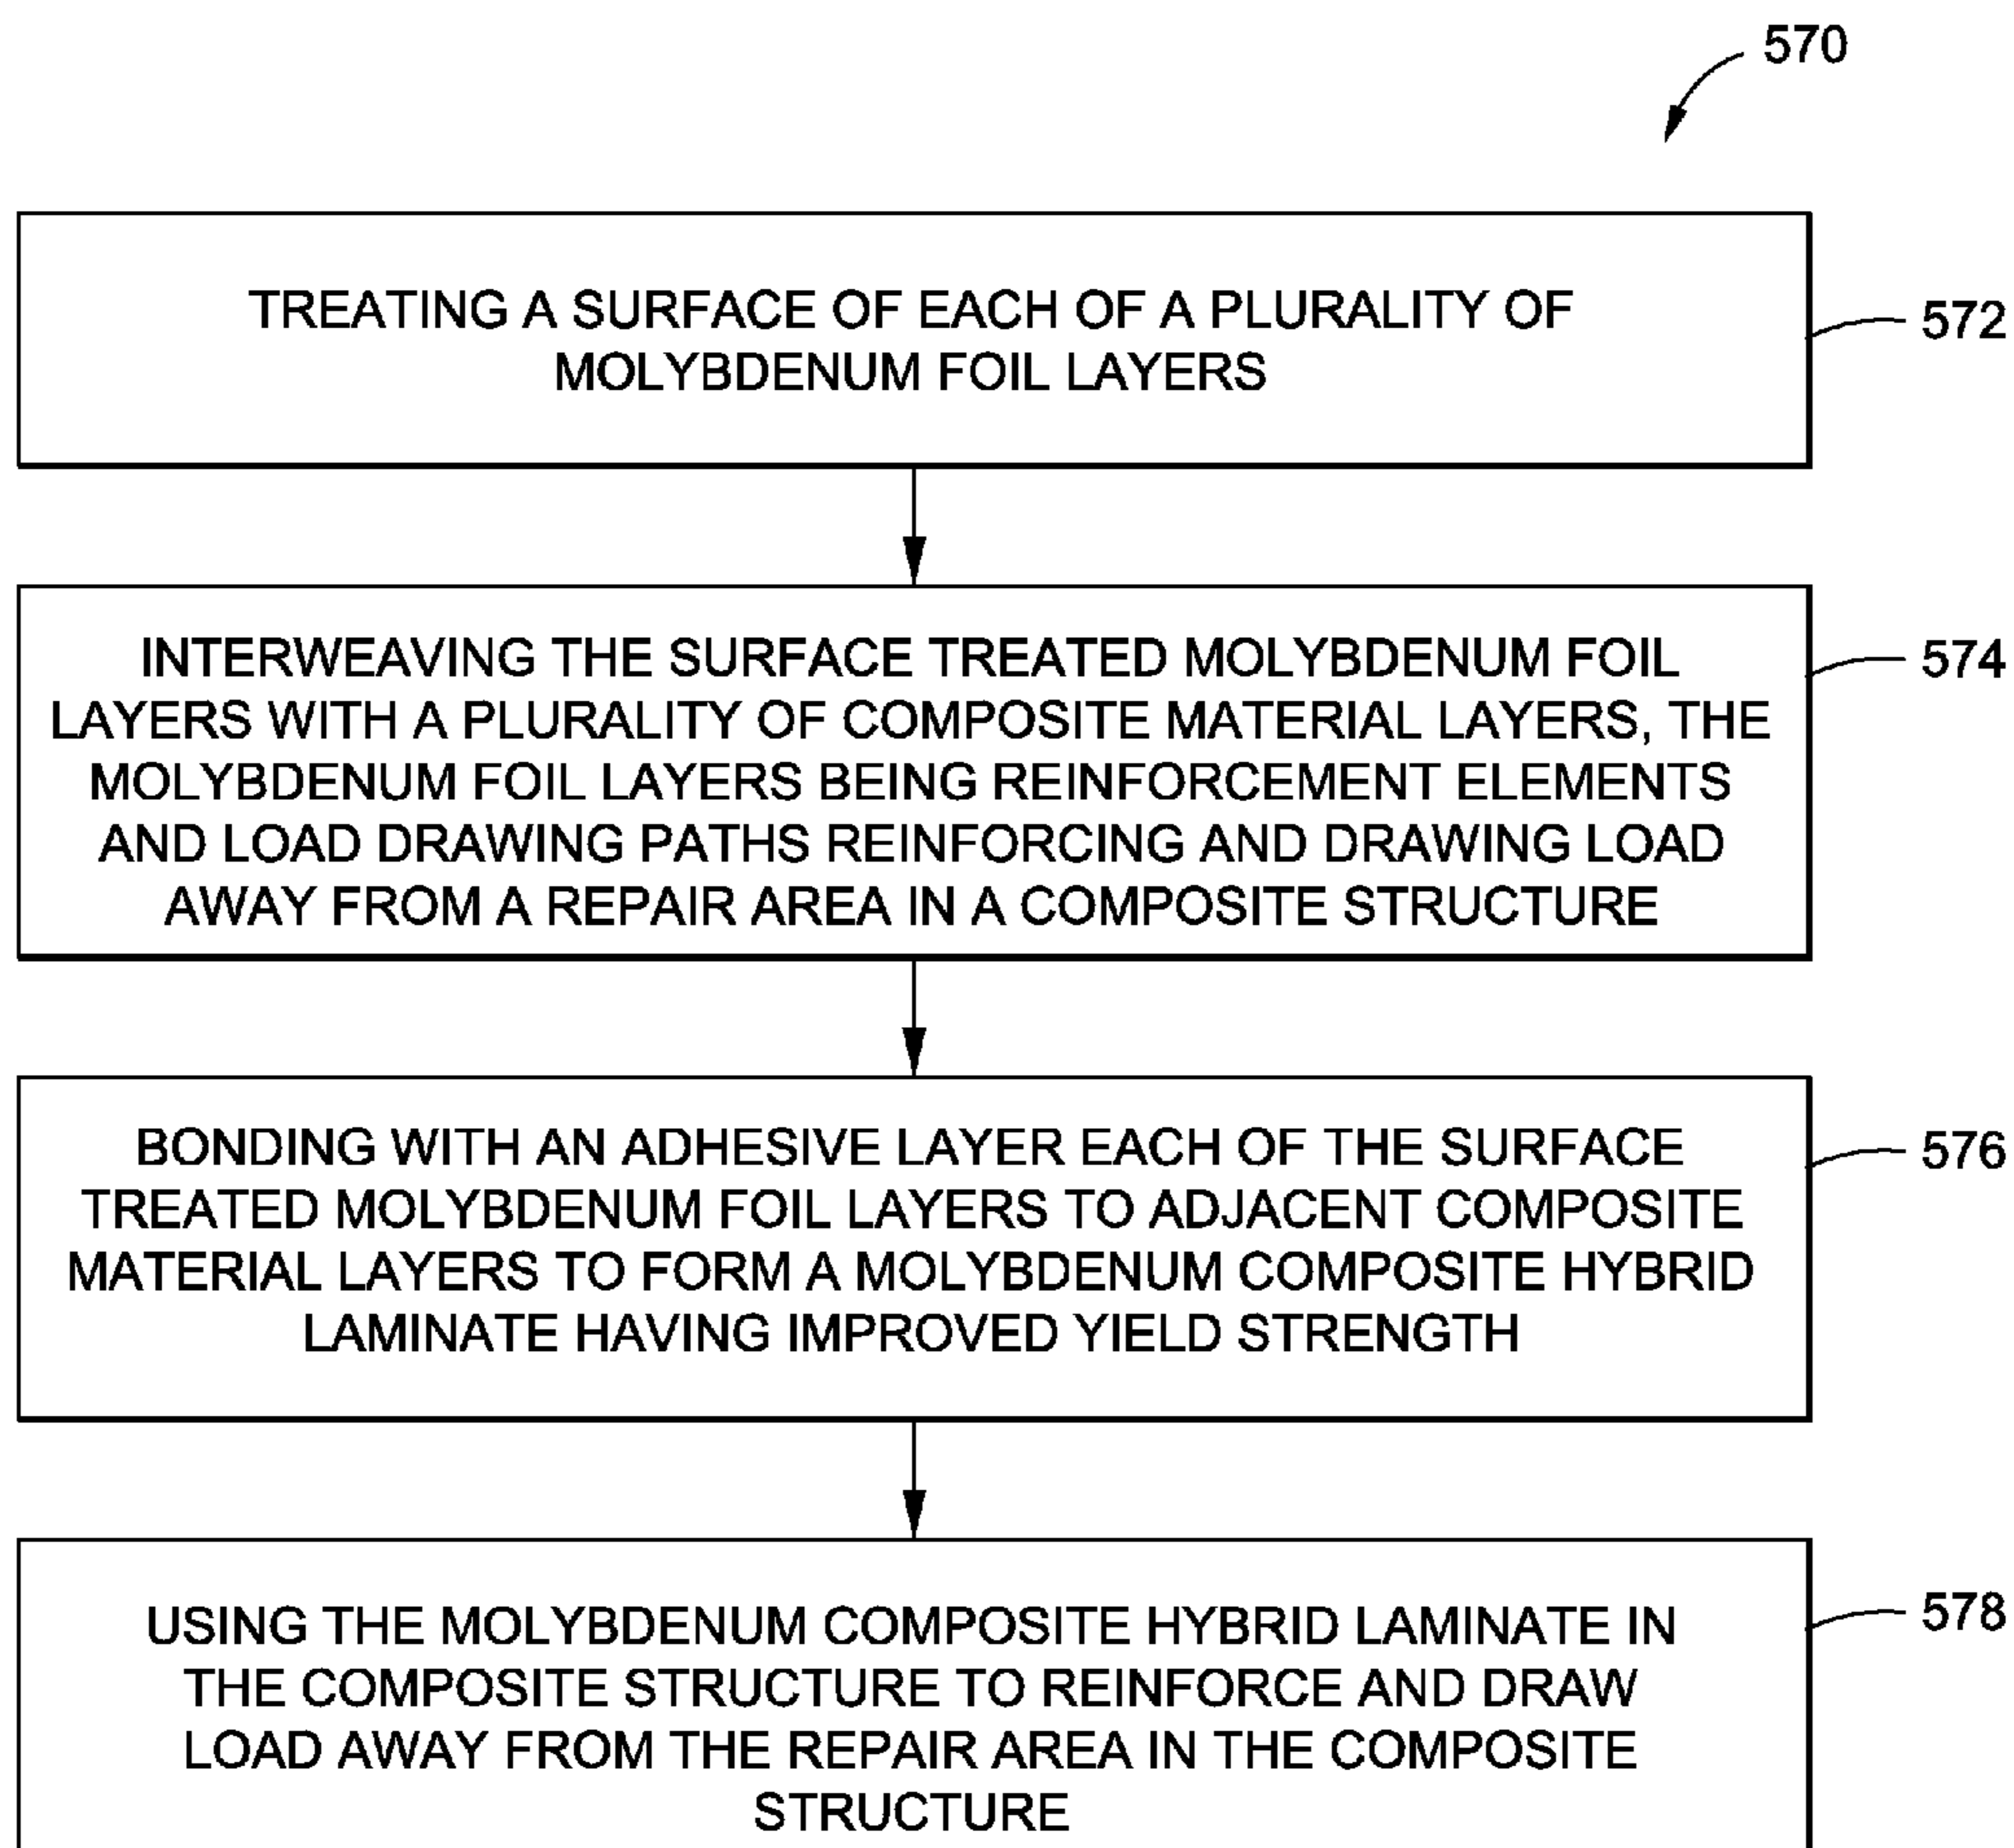 570
TREATING A SURFACE OF EACH OF A PLURALITY OF
MOLYBDENUM FOIL LAYERS
572
INTERWEAVING THE SURFACE TREATED MOLYBDENUM FOIL
LAYERS WITH A PLURALITY OF COMPOSITE MATERIAL LAYERS, THE
MOLYBDENUM FOIL LAYERS BEING REINFORCEMENT ELEMENTS
AND LOAD DRAWING PATHS REINFORCING AND DRAWING LOAD
AWAY FROM A REPAIR AREA IN A COMPOSITE STRUCTURE
574
BONDING WITH AN ADHESIVE LAYER EACH OF THE SURFACE
TREATED MOLYBDENUM FOIL LAYERS TO ADJACENT COMPOSITE
MATERIAL LAYERS TO FORM A MOLYBDENUM COMPOSITE HYBRID
LAMINATE HAVING IMPROVED YIELD STRENGTH
576
USING THE MOLYBDENUM COMPOSITE HYBRID LAMINATE IN
THE COMPOSITE STRUCTURE TO REINFORCE AND DRAW
LOAD AWAY FROM THE REPAIR AREA IN THE COMPOSITE
STRUCTURE
578